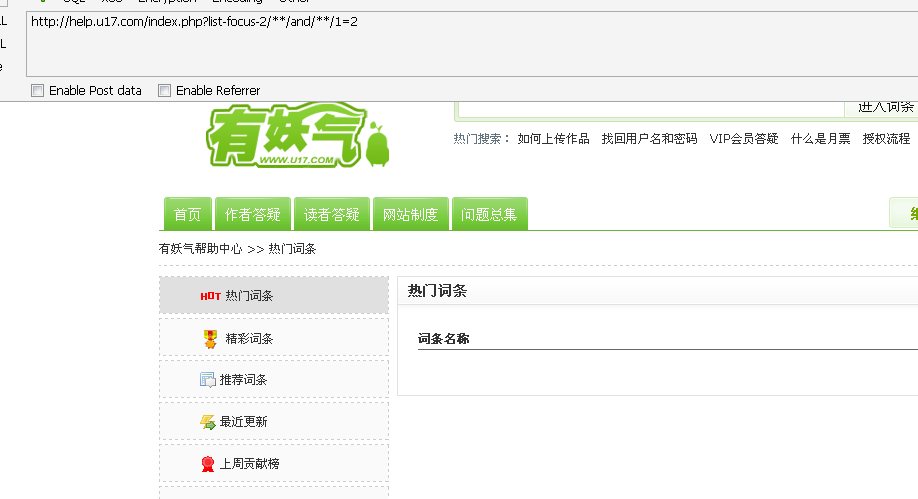 SQL XSS Encryption Encoding Other
http://help.u17.com/index.php?list-focus-2/**/and/**/1=2
Enable Post data Enable Referrer
有妖气
WWW.U17.COM
进入词条
热门搜索： 如何上传作品 找回用户名和密码 VIP会员答疑 什么是月票 授权流程
首页 作者答疑 读者答疑 网站制度 问题总集
有妖气帮助中心 >> 热门词条
HOT 热门词条
热门词条
词条名称
精彩词条
推荐词条
最近更新
上周贡献榜